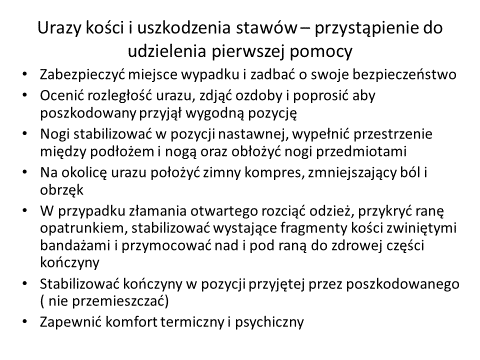 Urazy kości i uszkodzenia stawów – przystąpienie do
udzielenia pierwszej pomocy
• Zabezpieczyć miejsce wypadku i zadbać o swoje bezpieczeństwo
• Ocenić rozległość urazu, zdjąć ozdoby i poprosić aby
poszkodowany przyjął wygodną pozycję
• Nogi stabilizować w pozycji nastawnej, wypełnić przestrzenie
między podłożem i nogą oraz obłożyć nogi przedmiotami
• Na okolicę urazu położyć zimny kompres, zmniejszający ból i
obrzęk
• W przypadku złamania otwartego rozciąć odzież, przykryć ranę
opatrunkiem, stabilizować wystające fragmenty kości zwiniętymi
bandażami i przymocować nad i pod raną do zdrowej części
kończyny
• Stabilizować kończyny w pozycji przyjętej przez poszkodowanego
( nie przemieszczać)
• Zapewnić komfort termiczny i psychiczny